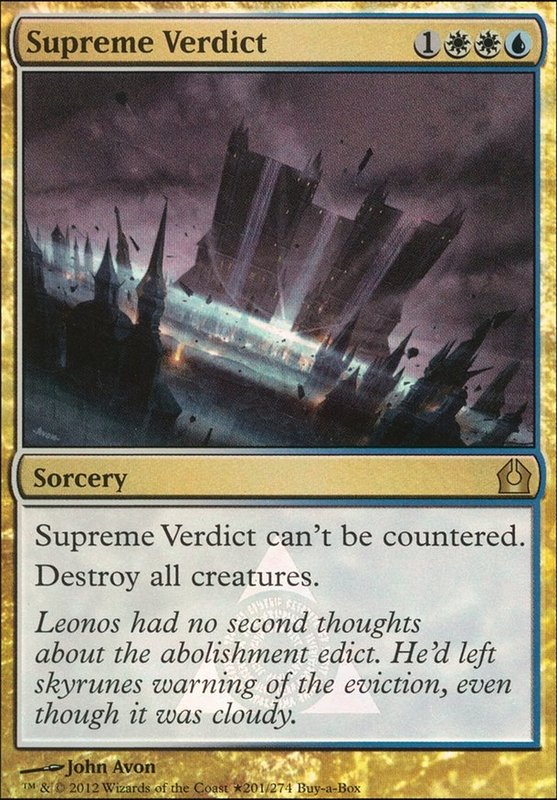 Supreme Verdict 1
Sorcery
Supreme Verdict can't be countered.
Destroy all creatures.
Leonos had no second thoughts
about the abolishment edict. He'd left
skyrunes warning of the eviction, even
though it was cloudy.
John Avon
™ & © 2012 Wizards of the Coast ★201/274 Buy-a-Box